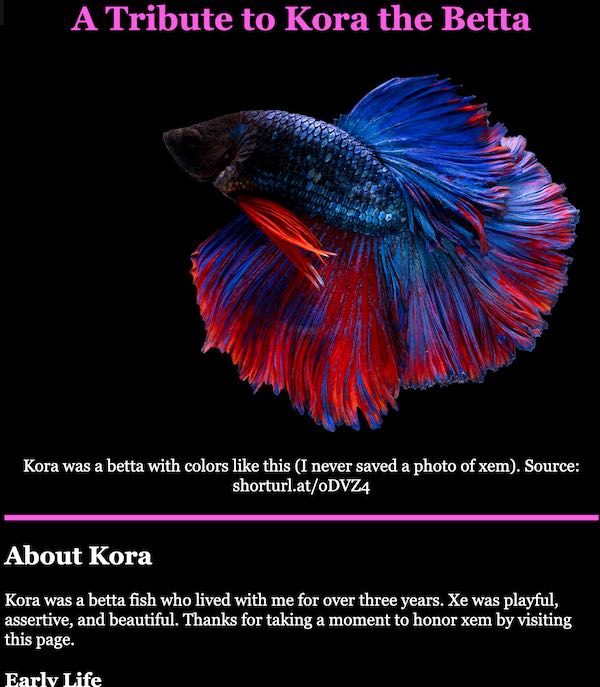 A Tribute to Kora the Betta
Kora was a betta with colors like this (I never saved a photo of xem). Source:
shorturl.at/oDVZ4
About Kora
Kora was a betta fish who lived with me for over three years. Xe was playful,
assertive, and beautiful. Thanks for taking a moment to honor xem by visiting
this page.
Early Life